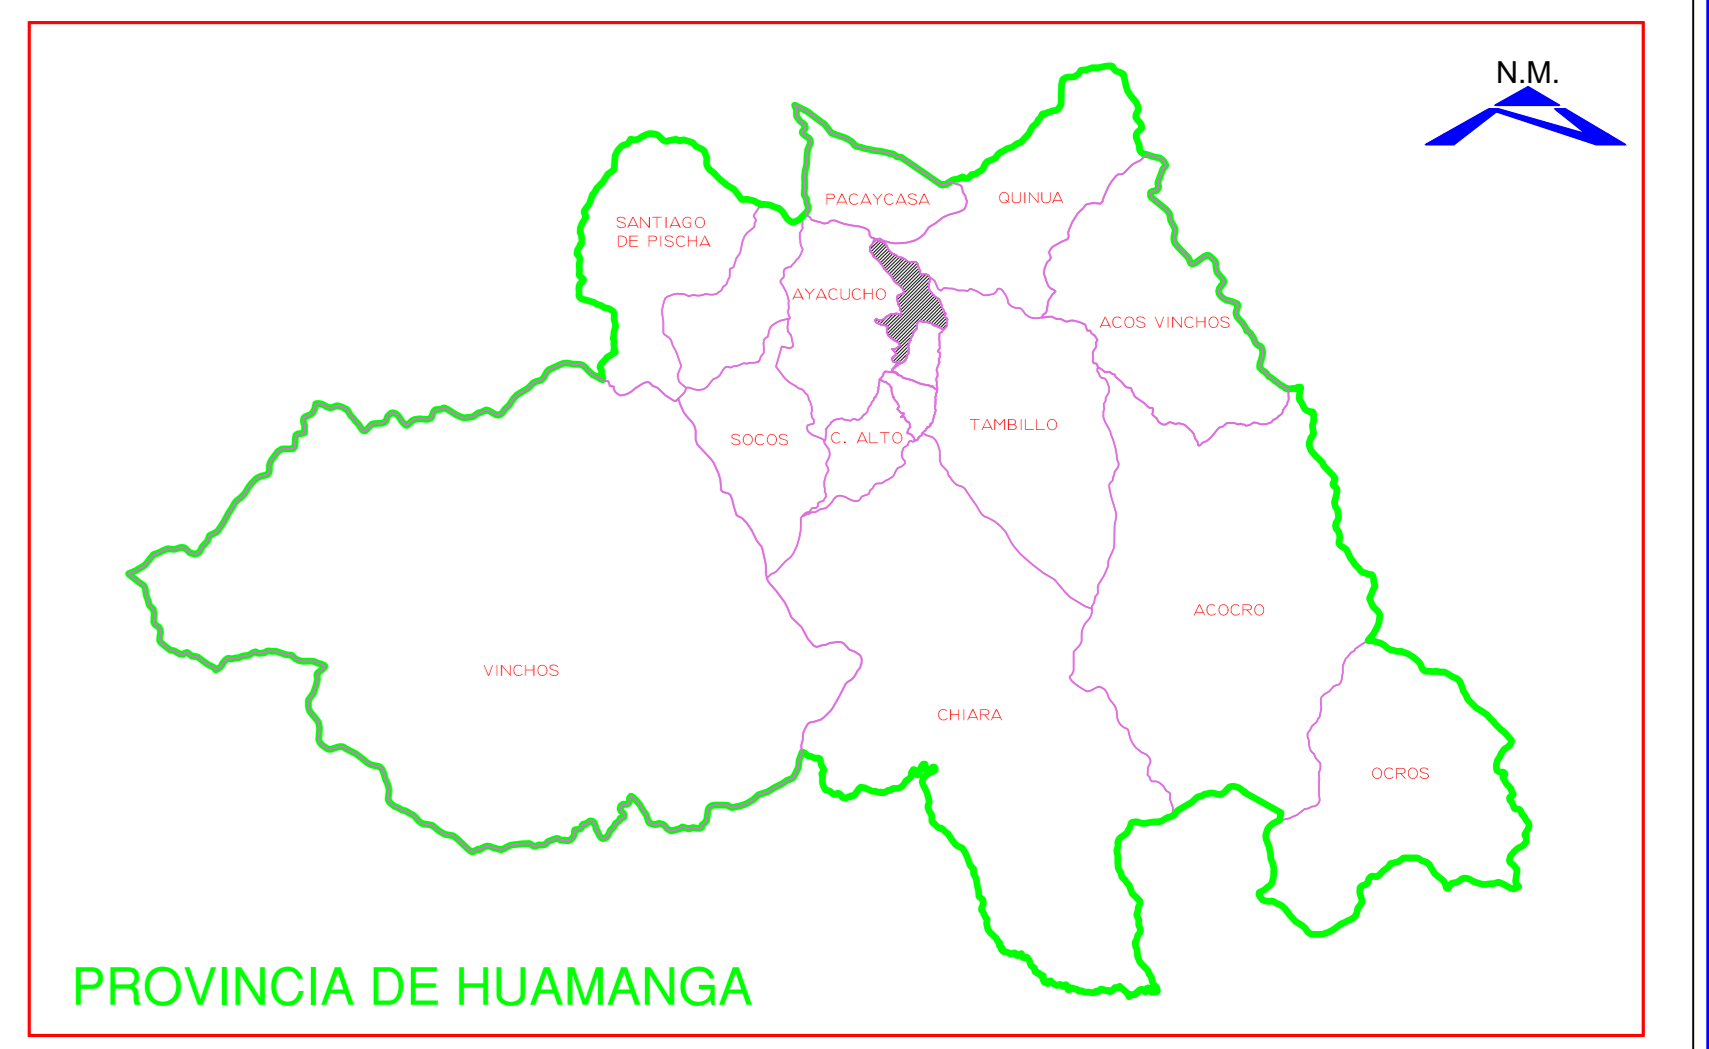 N.M.
PACAYCASA
QUINUA
SANTIAGO
DE PISCHA
AYACUCHO
ACOS VINCHOS
TAMBILLO
SOCOS
C. ALTO
ACOCRO
VINCHOS
CHIARA
OCROS
PROVINCIA DE HUAMANGA